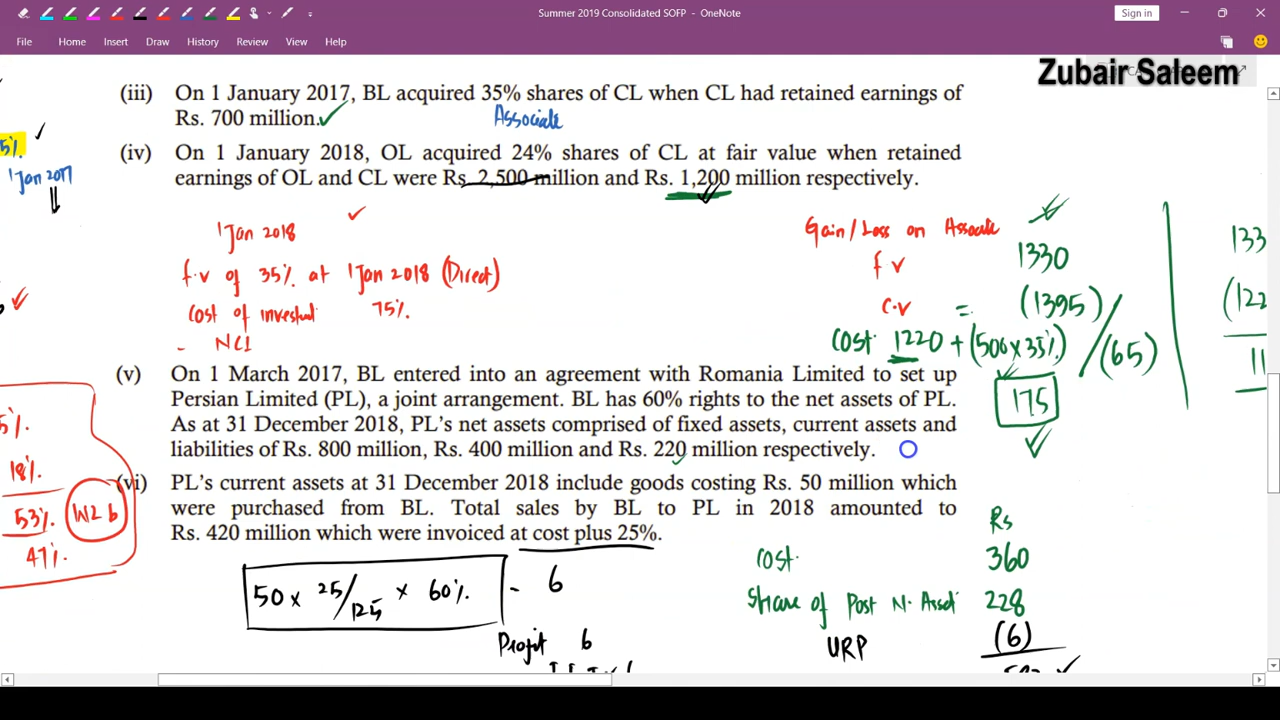 Summer 2019 Consolidated SOFP - OneNote
Sign in
File Home Insert Draw History Review View Help
Zubair Saleem
(iii) On 1 January 2017, BL acquired 35% shares of CL when CL had retained earnings of
Rs. 700 million.
Associate
5%
1 Jan 2017
(iv) On 1 January 2018, OL acquired 24% shares of CL at fair value when retained
earnings of OL and CL were Rs. 2,500 million and Rs. 1,200 million respectively.
1 Jan 2018
f.v of 35% at 1 Jan 2018 (Direct)
Cost of investment 75%
- NCI
Gain/Loss on Associate
f v 1330
c.v = (1395)
Cost 1220 + (500 x 35%) / (65)
175
133
(122
11
(v) On 1 March 2017, BL entered into an agreement with Romania Limited to set up
Persian Limited (PL), a joint arrangement. BL has 60% rights to the net assets of PL.
As at 31 December 2018, PL's net assets comprised of fixed assets, current assets and
liabilities of Rs. 800 million, Rs. 400 million and Rs. 220 million respectively.
5%
18%
53%
47%
W2 b
(vi) PL's current assets at 31 December 2018 include goods costing Rs. 50 million which
were purchased from BL. Total sales by BL to PL in 2018 amounted to
Rs. 420 million which were invoiced at cost plus 25%.
50 x 25/125 x 60% - 6
Profit 6
Rs
Cost 360
Share of Post N. Asset 228
URP (6)